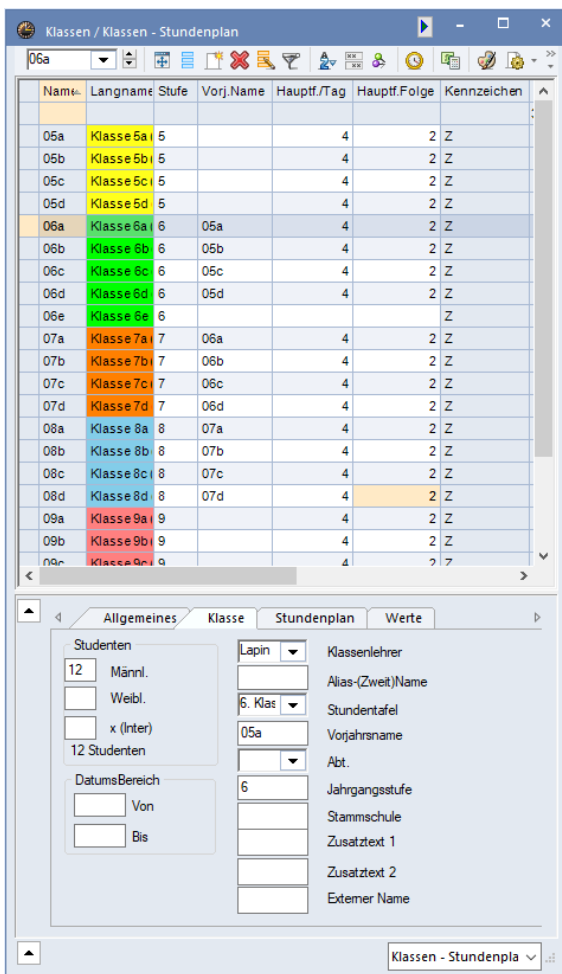 Klassen / Klassen - Stundenplan
06a
Name Langname Stufe Vorj.Name Hauptf./Tag Hauptf.Folge Kennzeichen
05a Klasse 5a ( 5 4 2 Z
05b Klasse 5b ( 5 4 2 Z
05c Klasse 5c ( 5 4 2 Z
05d Klasse 5d 5 4 2 Z
06a Klasse 6a ( 6 05a 4 2 Z
06b Klasse 6b 6 05b 4 2 Z
06c Klasse 6c 6 05c 4 2 Z
06d Klasse 6d 6 05d 4 2 Z
06e Klasse 6e 6 Z
07a Klasse 7a ( 7 06a 4 2 Z
07b Klasse 7b ( 7 06b 4 2 Z
07c Klasse 7c ( 7 06c 4 2 Z
07d Klasse 7d 7 06d 4 2 Z
08a Klasse 8a 8 07a 4 2 Z
08b Klasse 8b 8 07b 4 2 Z
08c Klasse 8c ( 8 07c 4 2 Z
08d Klasse 8d 8 07d 4 2 Z
09a Klasse 9a ( 9 4 2 Z
09b Klasse 9b ( 9 4 2 Z
09c Klasse 9c ( 9 4 2 Z
Allgemeines Klasse Stundenplan Werte
Studenten
12 Männl.
Weibl.
x (Inter)
12 Studenten
DatumsBereich
Von
Bis
Lapin Klassenlehrer
Alias-(Zweit)Name
6. Klas Stundentafel
05a Vorjahrsname
Abt.
6 Jahrgangsstufe
Stammschule
Zusatztext 1
Zusatztext 2
Externer Name
Klassen - Stundenpla